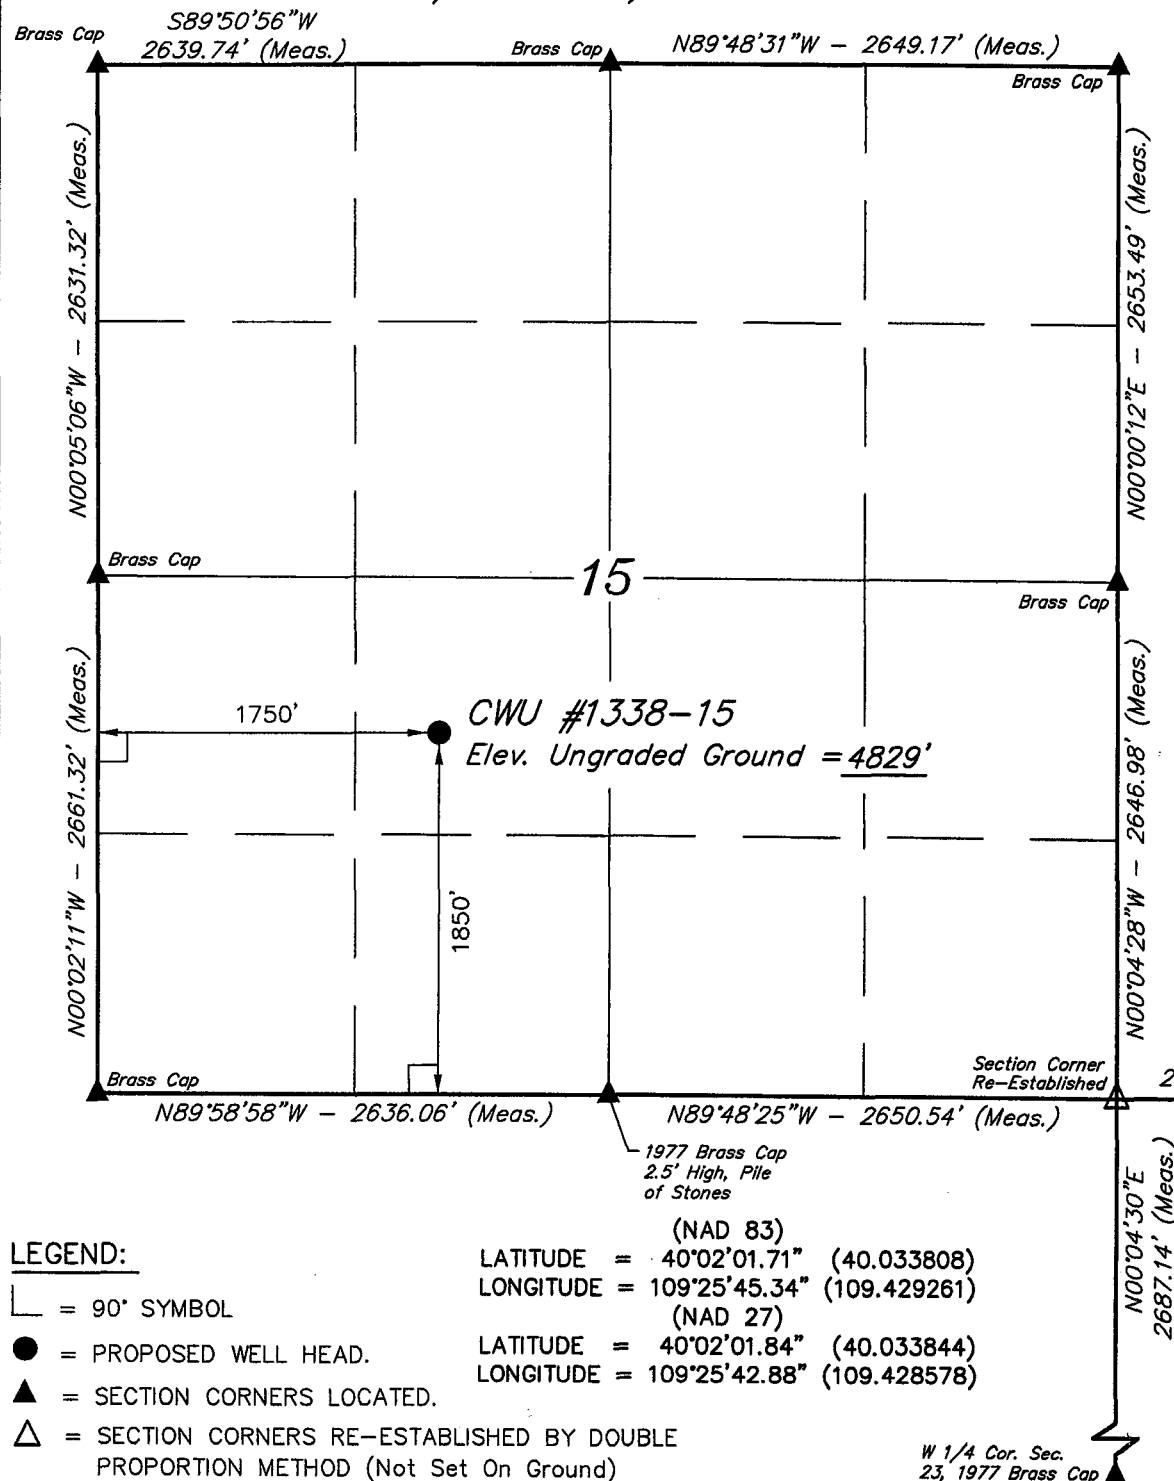 S89°50'56"W
Brass Cap
2639.74' (Meas.)
Brass Cap
N89°48'31"W - 2649.17' (Meas.)
Brass Cap
N00°05'06"W - 2631.32' (Meas.)
N00°00'12"E - 2653.49' (Meas.)
Brass Cap
15
Brass Cap
N00°02'11"W - 2661.32' (Meas.)
1750'
CWU #1338-15
Elev. Ungraded Ground = 4829'
1850'
N00°04'28"W - 2646.98' (Meas.)
Brass Cap
Section Corner
Re-Established
2
N89°58'58"W - 2636.06' (Meas.)
N89°48'25"W - 2650.54' (Meas.)
1977 Brass Cap
2.5' High, Pile
of Stones
N00°04'30"E
2687.14' (Meas.)
(NAD 83)
LATITUDE = 40°02'01.71" (40.033808)
LONGITUDE = 109°25'45.34" (109.429261)
(NAD 27)
LATITUDE = 40°02'01.84" (40.033844)
LONGITUDE = 109°25'42.88" (109.428578)
LEGEND:
= 90° SYMBOL
= PROPOSED WELL HEAD.
= SECTION CORNERS LOCATED.
= SECTION CORNERS RE-ESTABLISHED BY DOUBLE
PROPORTION METHOD (Not Set On Ground)
W 1/4 Cor. Sec.
23, 1977 Brass Cap